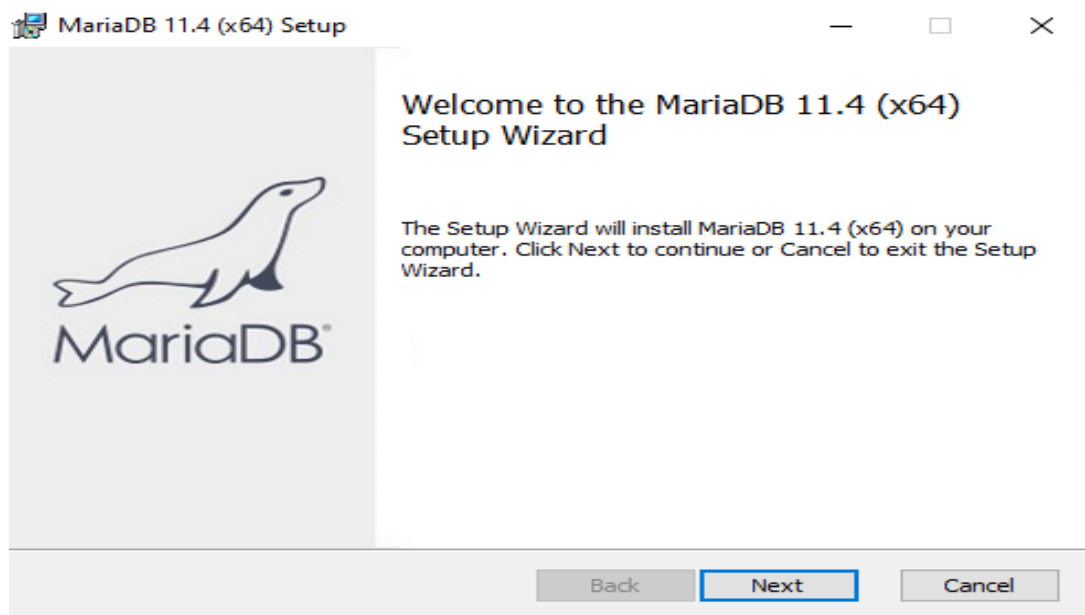 MariaDB 11.4 (x64) Setup
Welcome to the MariaDB 11.4 (x64)
Setup Wizard
The Setup Wizard will install MariaDB 11.4 (x64) on your
computer. Click Next to continue or Cancel to exit the Setup
Wizard.
MariaDB®
Back Next Cancel